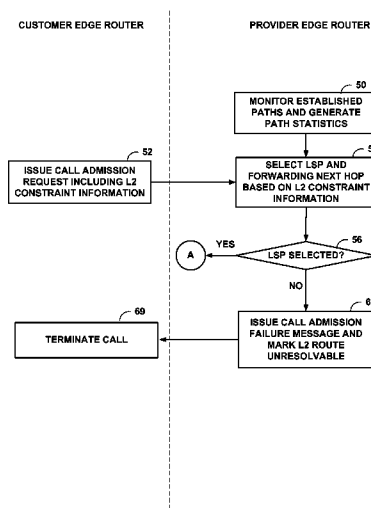 CUSTOMER EDGE ROUTER
PROVIDER EDGE ROUTER
50
MONITOR ESTABLISHED
PATHS AND GENERATE
PATH STATISTICS
52
ISSUE CALL ADMISSION
REQUEST INCLUDING L2
CONSTRAINT INFORMATION
SELECT LSP AND
FORWARDING NEXT HOP
BASED ON L2 CONSTRAINT
INFORMATION
56
A
YES
LSP SELECTED?
NO
69
TERMINATE CALL
ISSUE CALL ADMISSION
FAILURE MESSAGE AND
MARK L2 ROUTE
UNRESOLVABLE